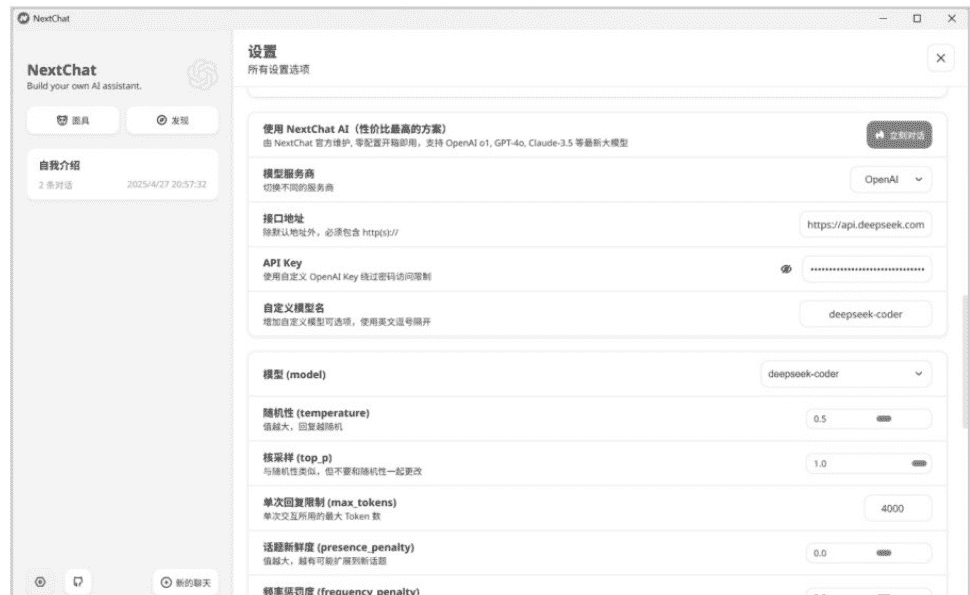 NextChat
NextChat
Build your own AI assistant.
面具
发现
自我介绍
2 条对话
2025/4/27 20:57:32
新的聊天
设置
所有设置选项
使用 NextChat AI（性价比最高的方案）
由 NextChat 官方维护, 零配置开箱即用，支持 OpenAI o1, GPT-4o, Claude-3.5 等最新大模型
立刻对话
模型服务商
切换不同的服务商
OpenAI
接口地址
除默认地址外，必须包含 http(s)://
https://api.deepseek.com
API Key
使用自定义 OpenAI Key 绕过密码访问限制
自定义模型名
增加自定义模型可选项，使用英文逗号隔开
deepseek-coder
模型 (model)
deepseek-coder
随机性 (temperature)
值越大，回复越随机
0.5
核采样 (top_p)
与随机性类似，但不要和随机性一起更改
1.0
单次回复限制 (max_tokens)
单次交互所用的最大 Token 数
4000
话题新鲜度 (presence_penalty)
值越大，越有可能扩展到新话题
0.0
频率惩罚度 (frequency_penalty)